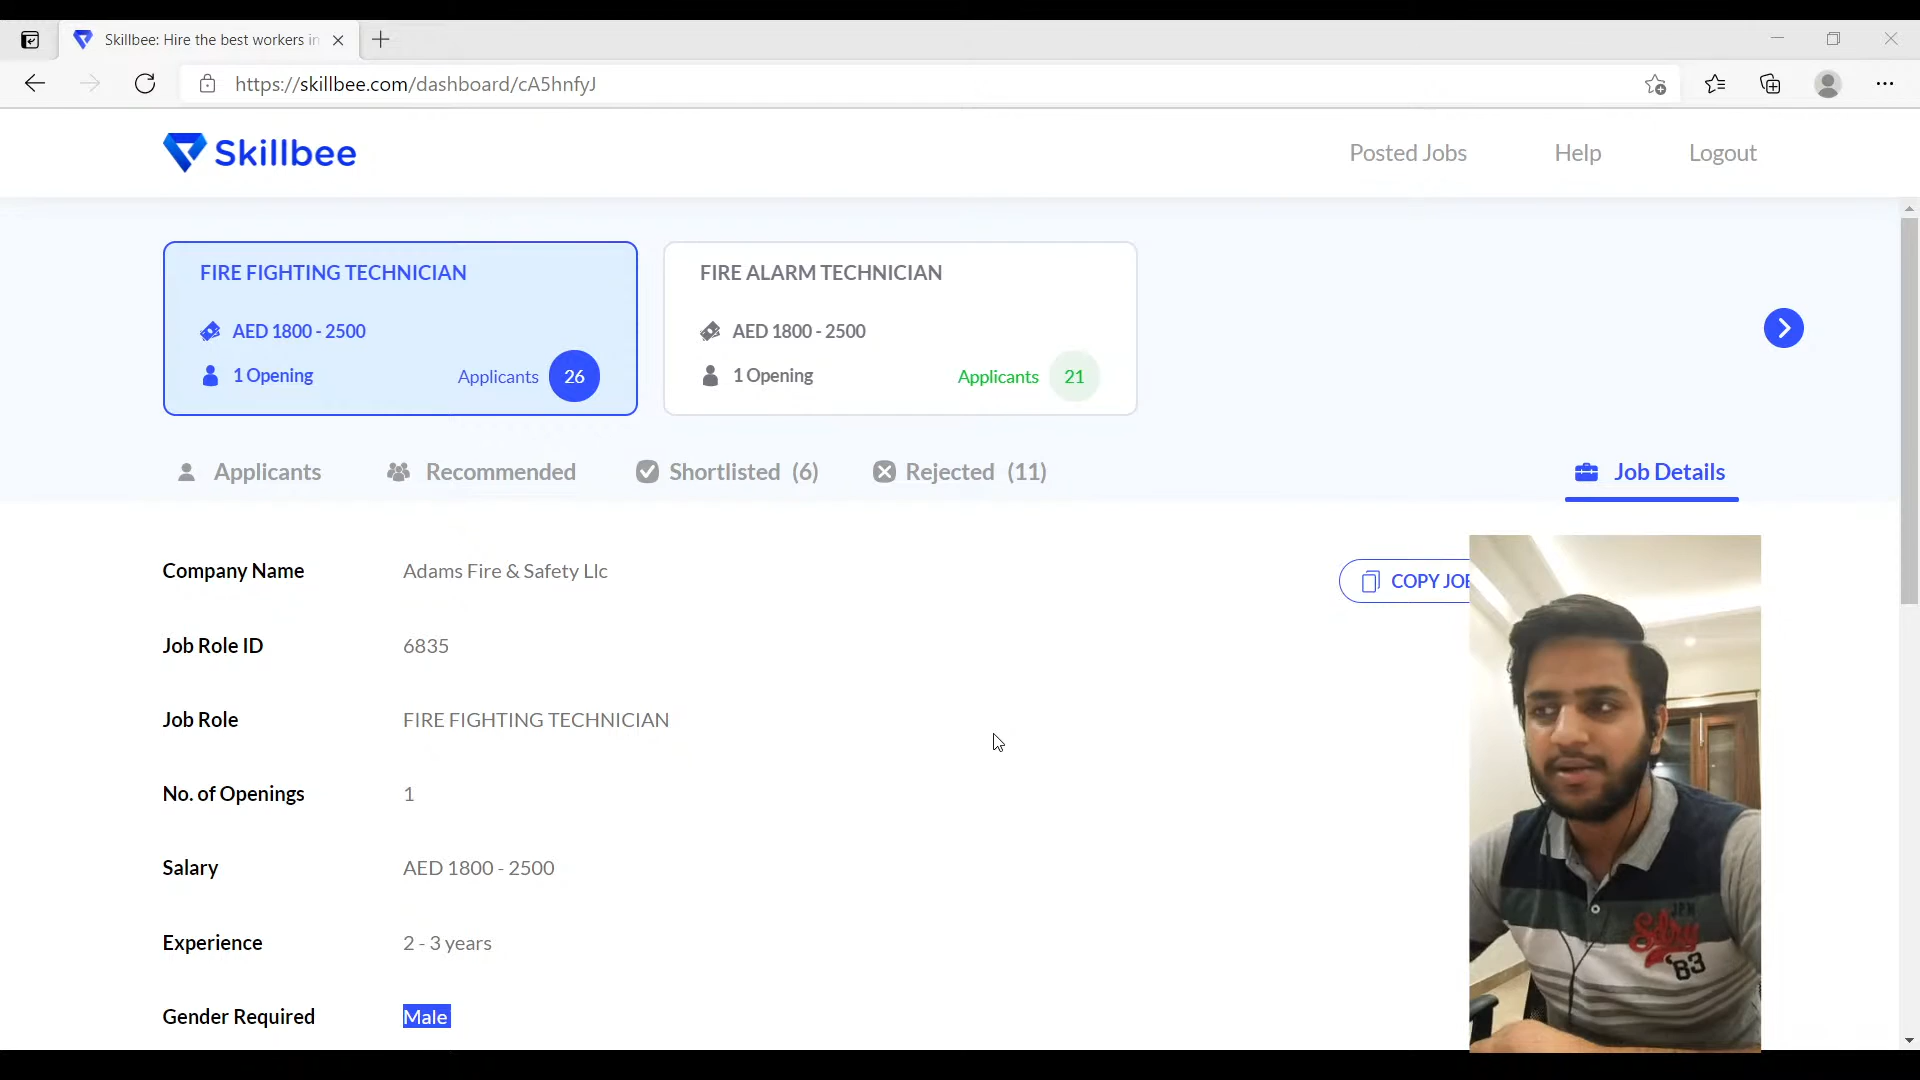 Skillbee: Hire the best workers in
https://skillbee.com/dashboard/cA5hnfyJ
Skillbee
Posted Jobs
Help
Logout
FIRE FIGHTING TECHNICIAN
AED 1800 - 2500
1 Opening
Applicants 26
FIRE ALARM TECHNICIAN
AED 1800 - 2500
1 Opening
Applicants 21
Applicants
Recommended
Shortlisted (6)
Rejected (11)
Job Details
Company Name Adams Fire & Safety Llc
COPY JOB
Job Role ID 6835
Job Role FIRE FIGHTING TECHNICIAN
No. of Openings 1
Salary AED 1800 - 2500
Experience 2 - 3 years
Gender Required Male
'83